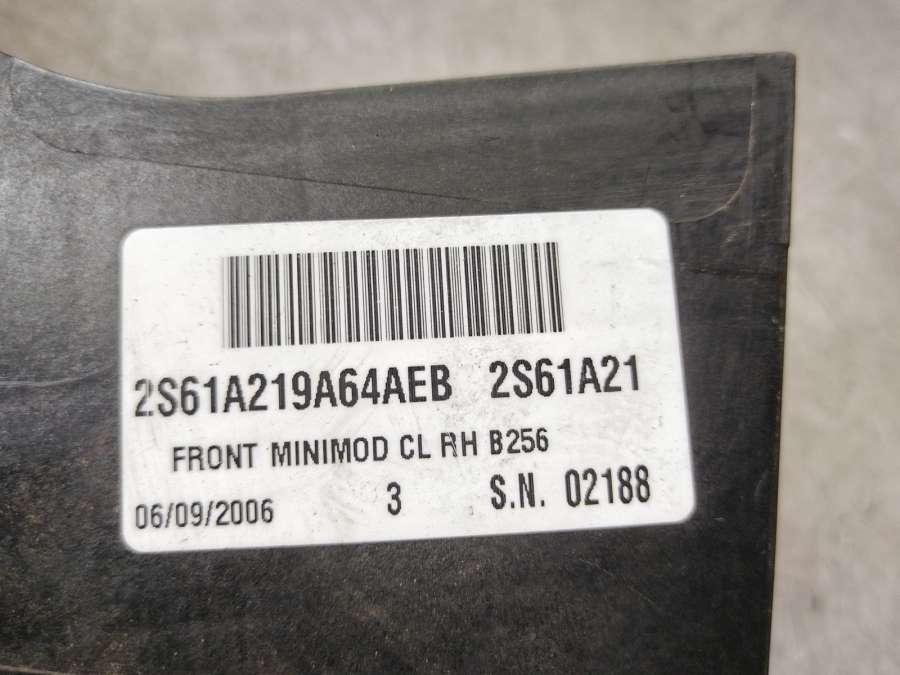 2S61A219A64AEB 2S61A21
FRONT MINIMOD CL RH B256
06/09/2006 3 S.N. 02188